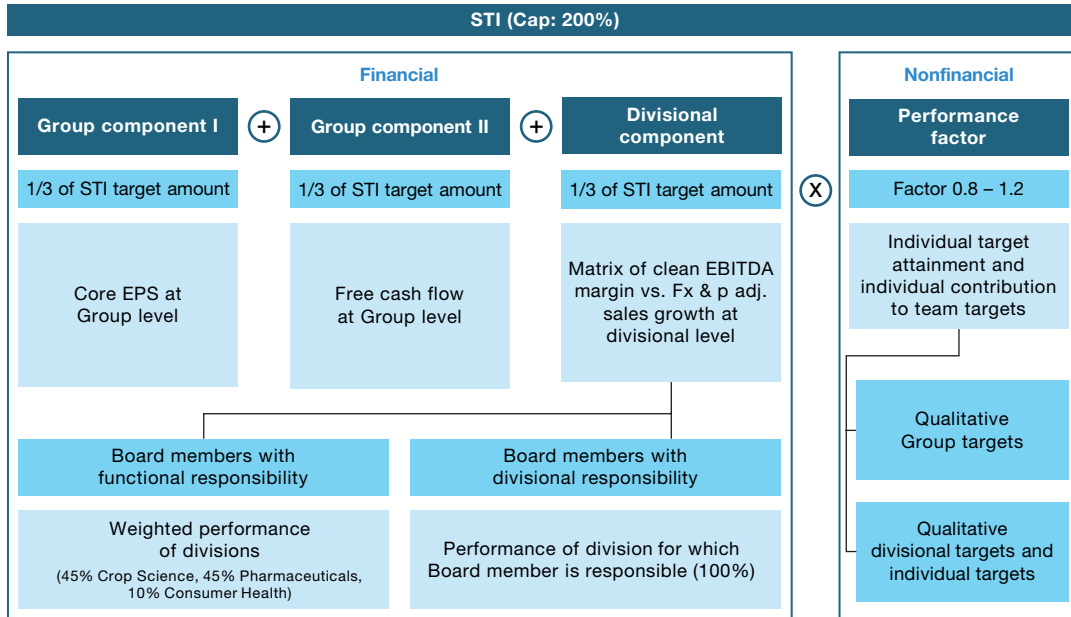 STI (Cap: 200%)
Financial
Group component I
+
Group component II
+
Divisional
component
1/3 of STI target amount
1/3 of STI target amount
1/3 of STI target amount
Core EPS at
Group level
Free cash flow
at Group level
Matrix of clean EBITDA
margin vs. Fx & p adj.
sales growth at
divisional level
Board members with
functional responsibility
Board members with
divisional responsibility
Weighted performance
of divisions
(45% Crop Science, 45% Pharmaceuticals,
10% Consumer Health)
Performance of division for which
Board member is responsible (100%)
X
Nonfinancial
Performance
factor
Factor 0.8 – 1.2
Individual target
attainment and
individual contribution
to team targets
Qualitative
Group targets
Qualitative
divisional targets and
individual targets